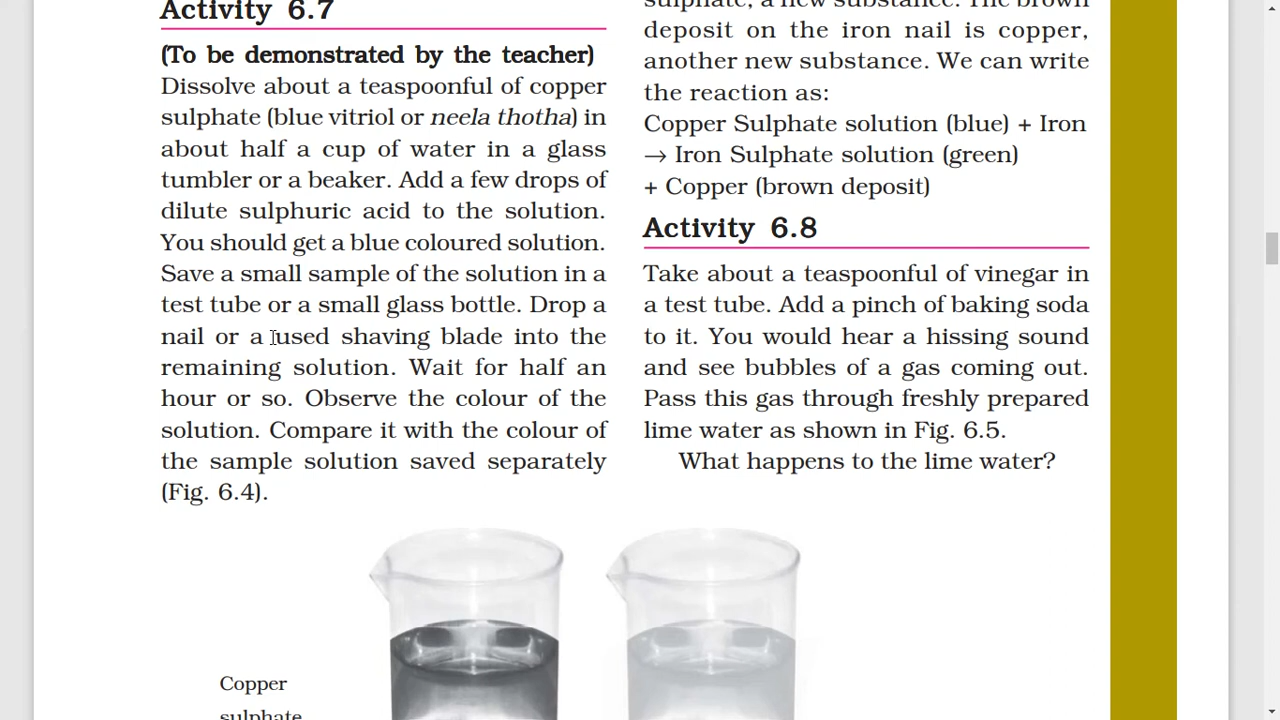 Activity 6.7
(To be demonstrated by the teacher)
Dissolve about a teaspoonful of copper
sulphate (blue vitriol or neela thotha) in
about half a cup of water in a glass
tumbler or a beaker. Add a few drops of
dilute sulphuric acid to the solution.
You should get a blue coloured solution.
Save a small sample of the solution in a
test tube or a small glass bottle. Drop a
nail or a used shaving blade into the
remaining solution. Wait for half an
hour or so. Observe the colour of the
solution. Compare it with the colour of
the sample solution saved separately
(Fig. 6.4).
sulphate, a new substance. The brown
deposit on the iron nail is copper,
another new substance. We can write
the reaction as:
Copper Sulphate solution (blue) + Iron
→ Iron Sulphate solution (green)
+ Copper (brown deposit)
Activity 6.8
Take about a teaspoonful of vinegar in
a test tube. Add a pinch of baking soda
to it. You would hear a hissing sound
and see bubbles of a gas coming out.
Pass this gas through freshly prepared
lime water as shown in Fig. 6.5.
What happens to the lime water?
Copper
sulphate